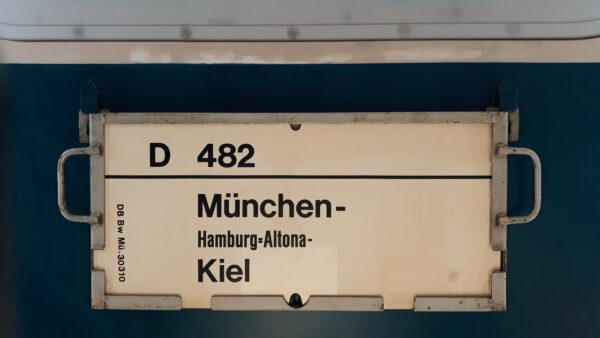 D 482
München-
Hamburg=Altona-
Kiel
DB Bw Mü. 30310